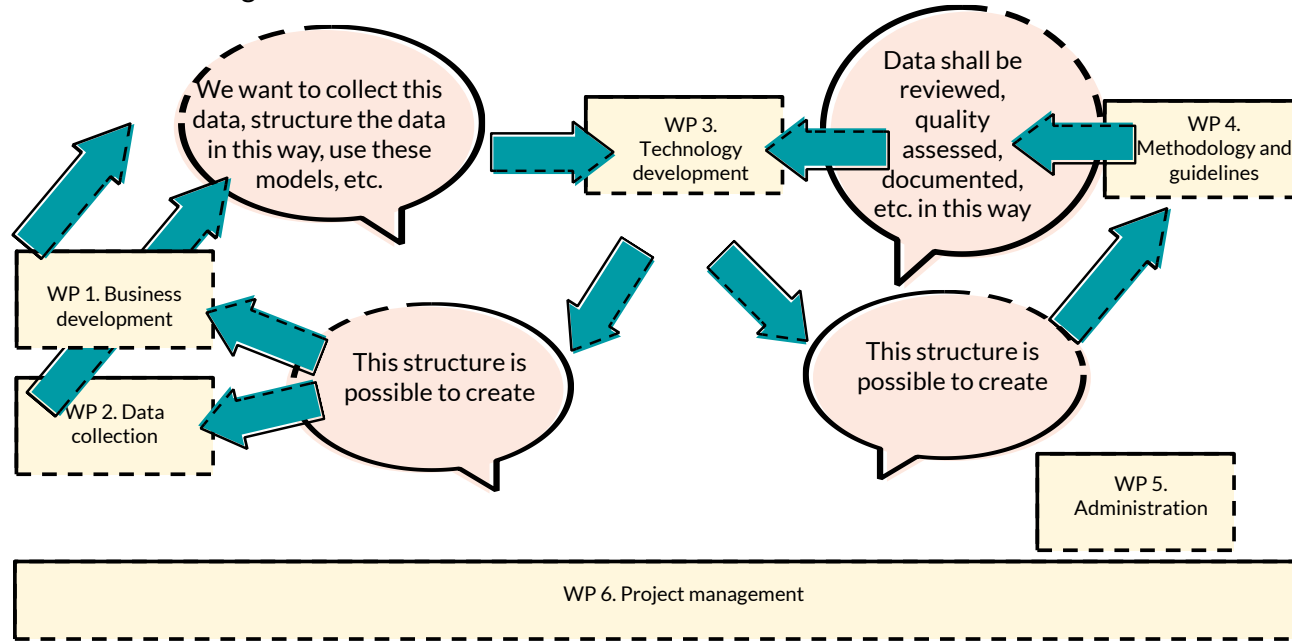 We want to collect this
data, structure the data
in this way, use these
models, etc.
WP 3.
Technology
development
Data shall be
reviewed,
quality
assessed,
documented,
etc. in this way
WP 4.
Methodology and
guidelines
WP 1. Business
development
WP 2. Data
collection
This structure is
possible to create
This structure is
possible to create
WP 5.
Administration
WP 6. Project management